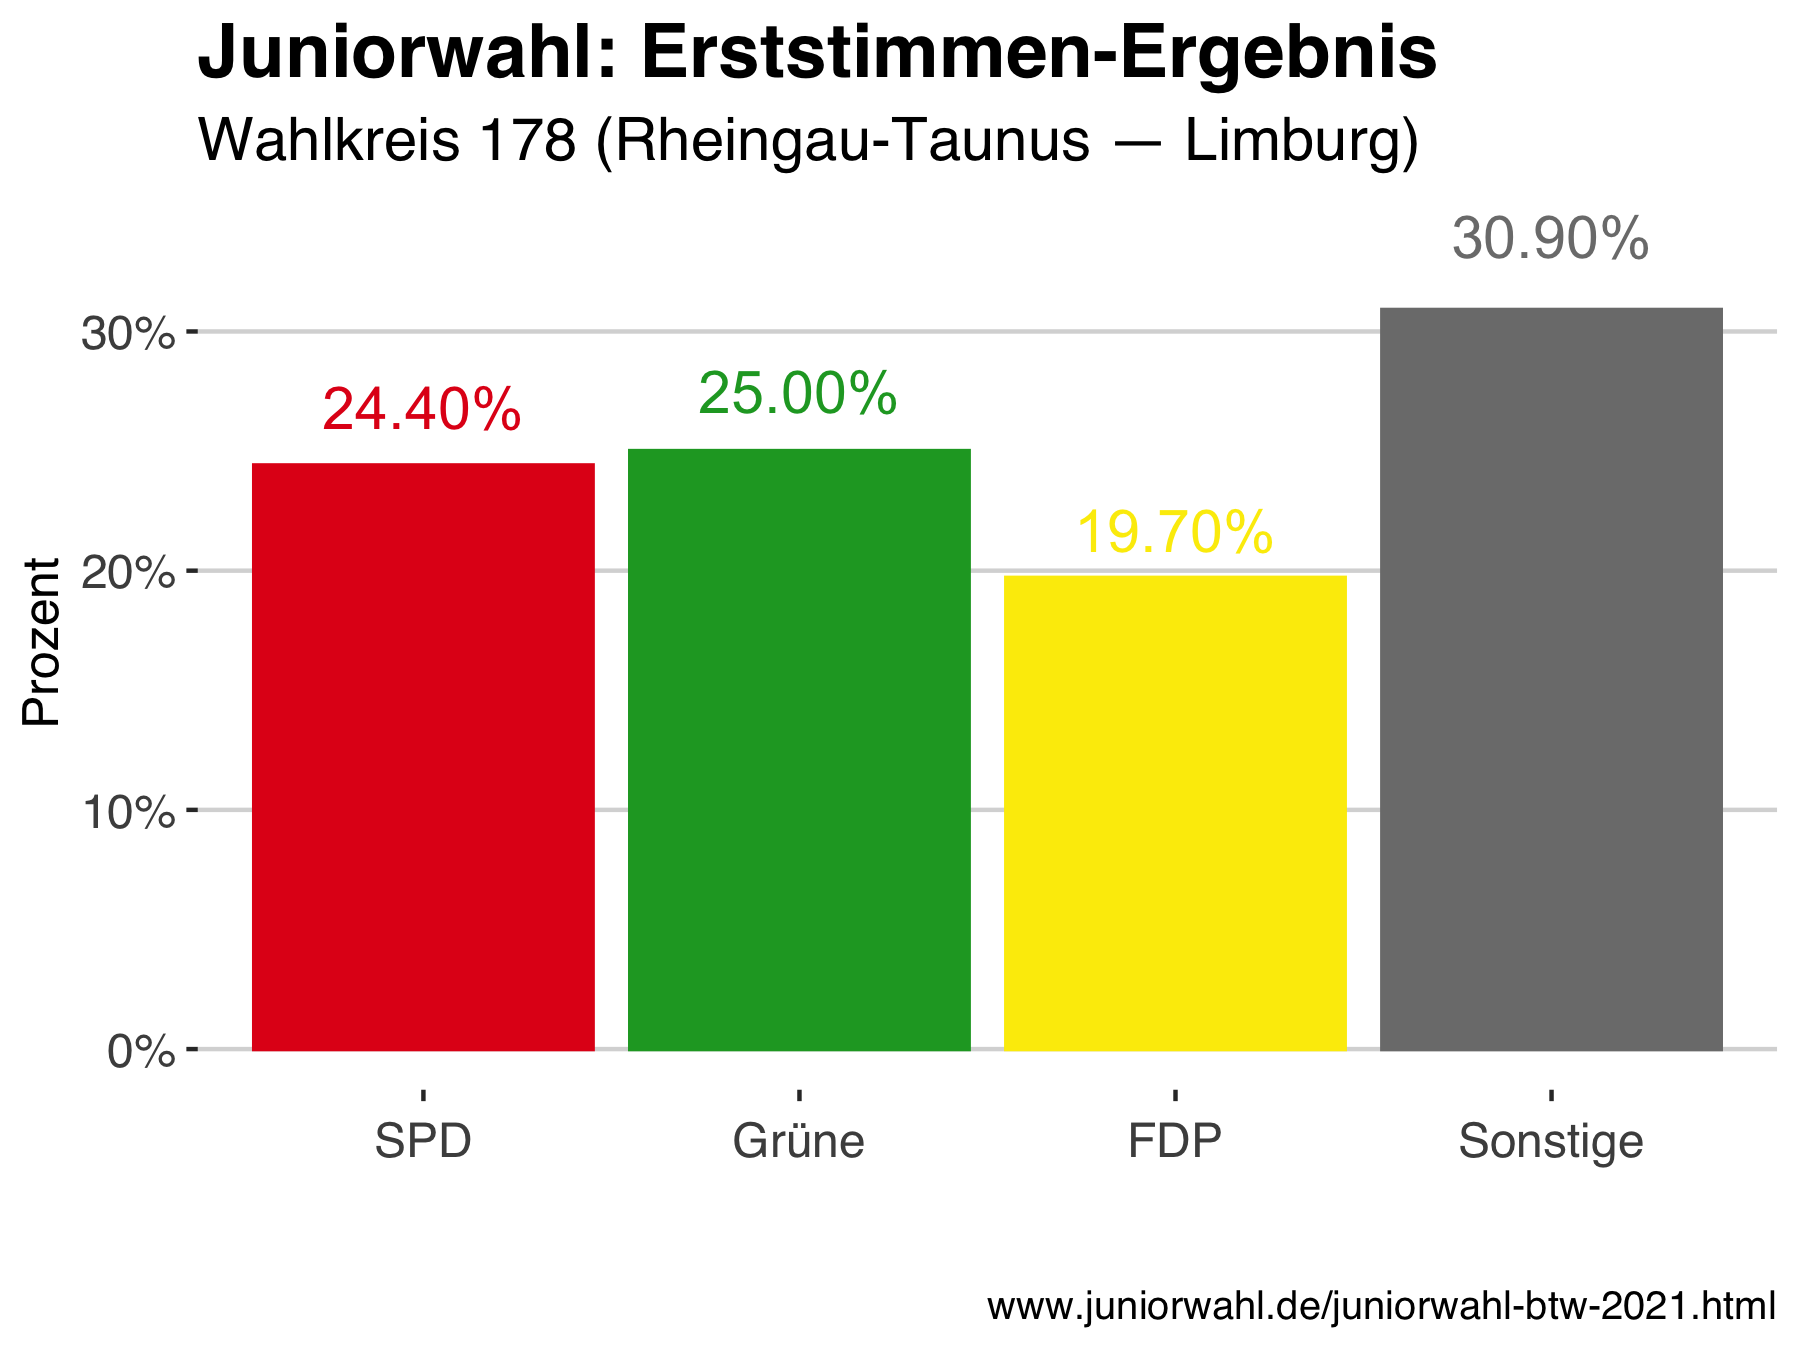 Juniorwahl: Erststimmen-Ergebnis
Wahlkreis 178 (Rheingau-Taunus — Limburg)
30.90%
30%
25.00%
24.40%
19.70%
20%
Prozent
10%
0%
SPD Grüne FDP Sonstige
www.juniorwahl.de/juniorwahl-btw-2021.html